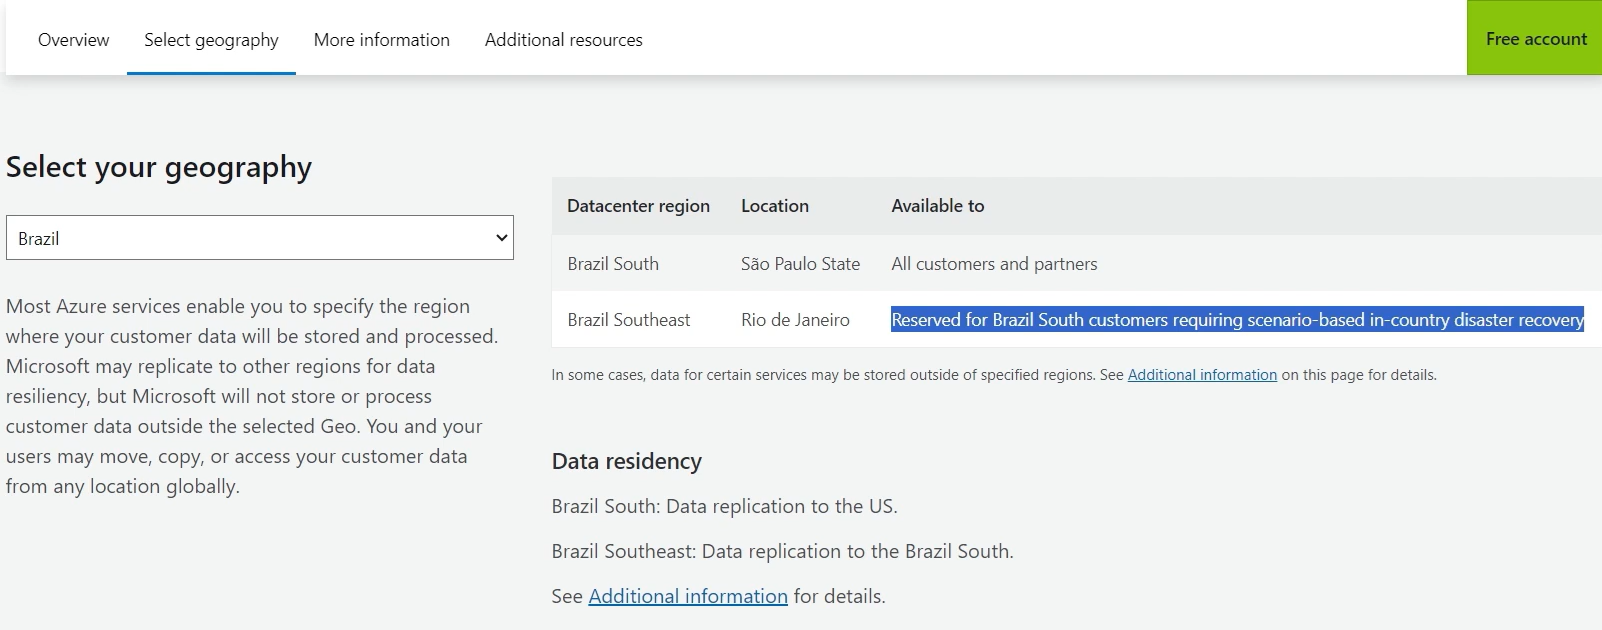 Overview Select geography More information Additional resources Free account
Select your geography
Brazil
Most Azure services enable you to specify the region
where your customer data will be stored and processed.
Microsoft may replicate to other regions for data
resiliency, but Microsoft will not store or process
customer data outside the selected Geo. You and your
users may move, copy, or access your customer data
from any location globally.
Datacenter region Location Available to
Brazil South São Paulo State All customers and partners
Brazil Southeast Rio de Janeiro Reserved for Brazil South customers requiring scenario-based in-country disaster recovery
In some cases, data for certain services may be stored outside of specified regions. See Additional information on this page for details.
Data residency
Brazil South: Data replication to the US.
Brazil Southeast: Data replication to the Brazil South.
See Additional information for details.